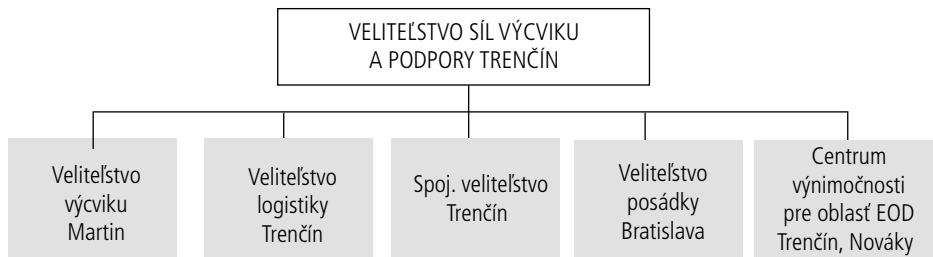 VELITEĽSTVO SÍL VÝCVIKU
A PODPORY TRENČÍN
Veliteľstvo
výcviku
Martin
Veliteľstvo
logistiky
Trenčín
Spoj. veliteľstvo
Trenčín
Veliteľstvo
posádky
Bratislava
Centrum
výnimočnosti
pre oblasť EOD
Trenčín, Nováky